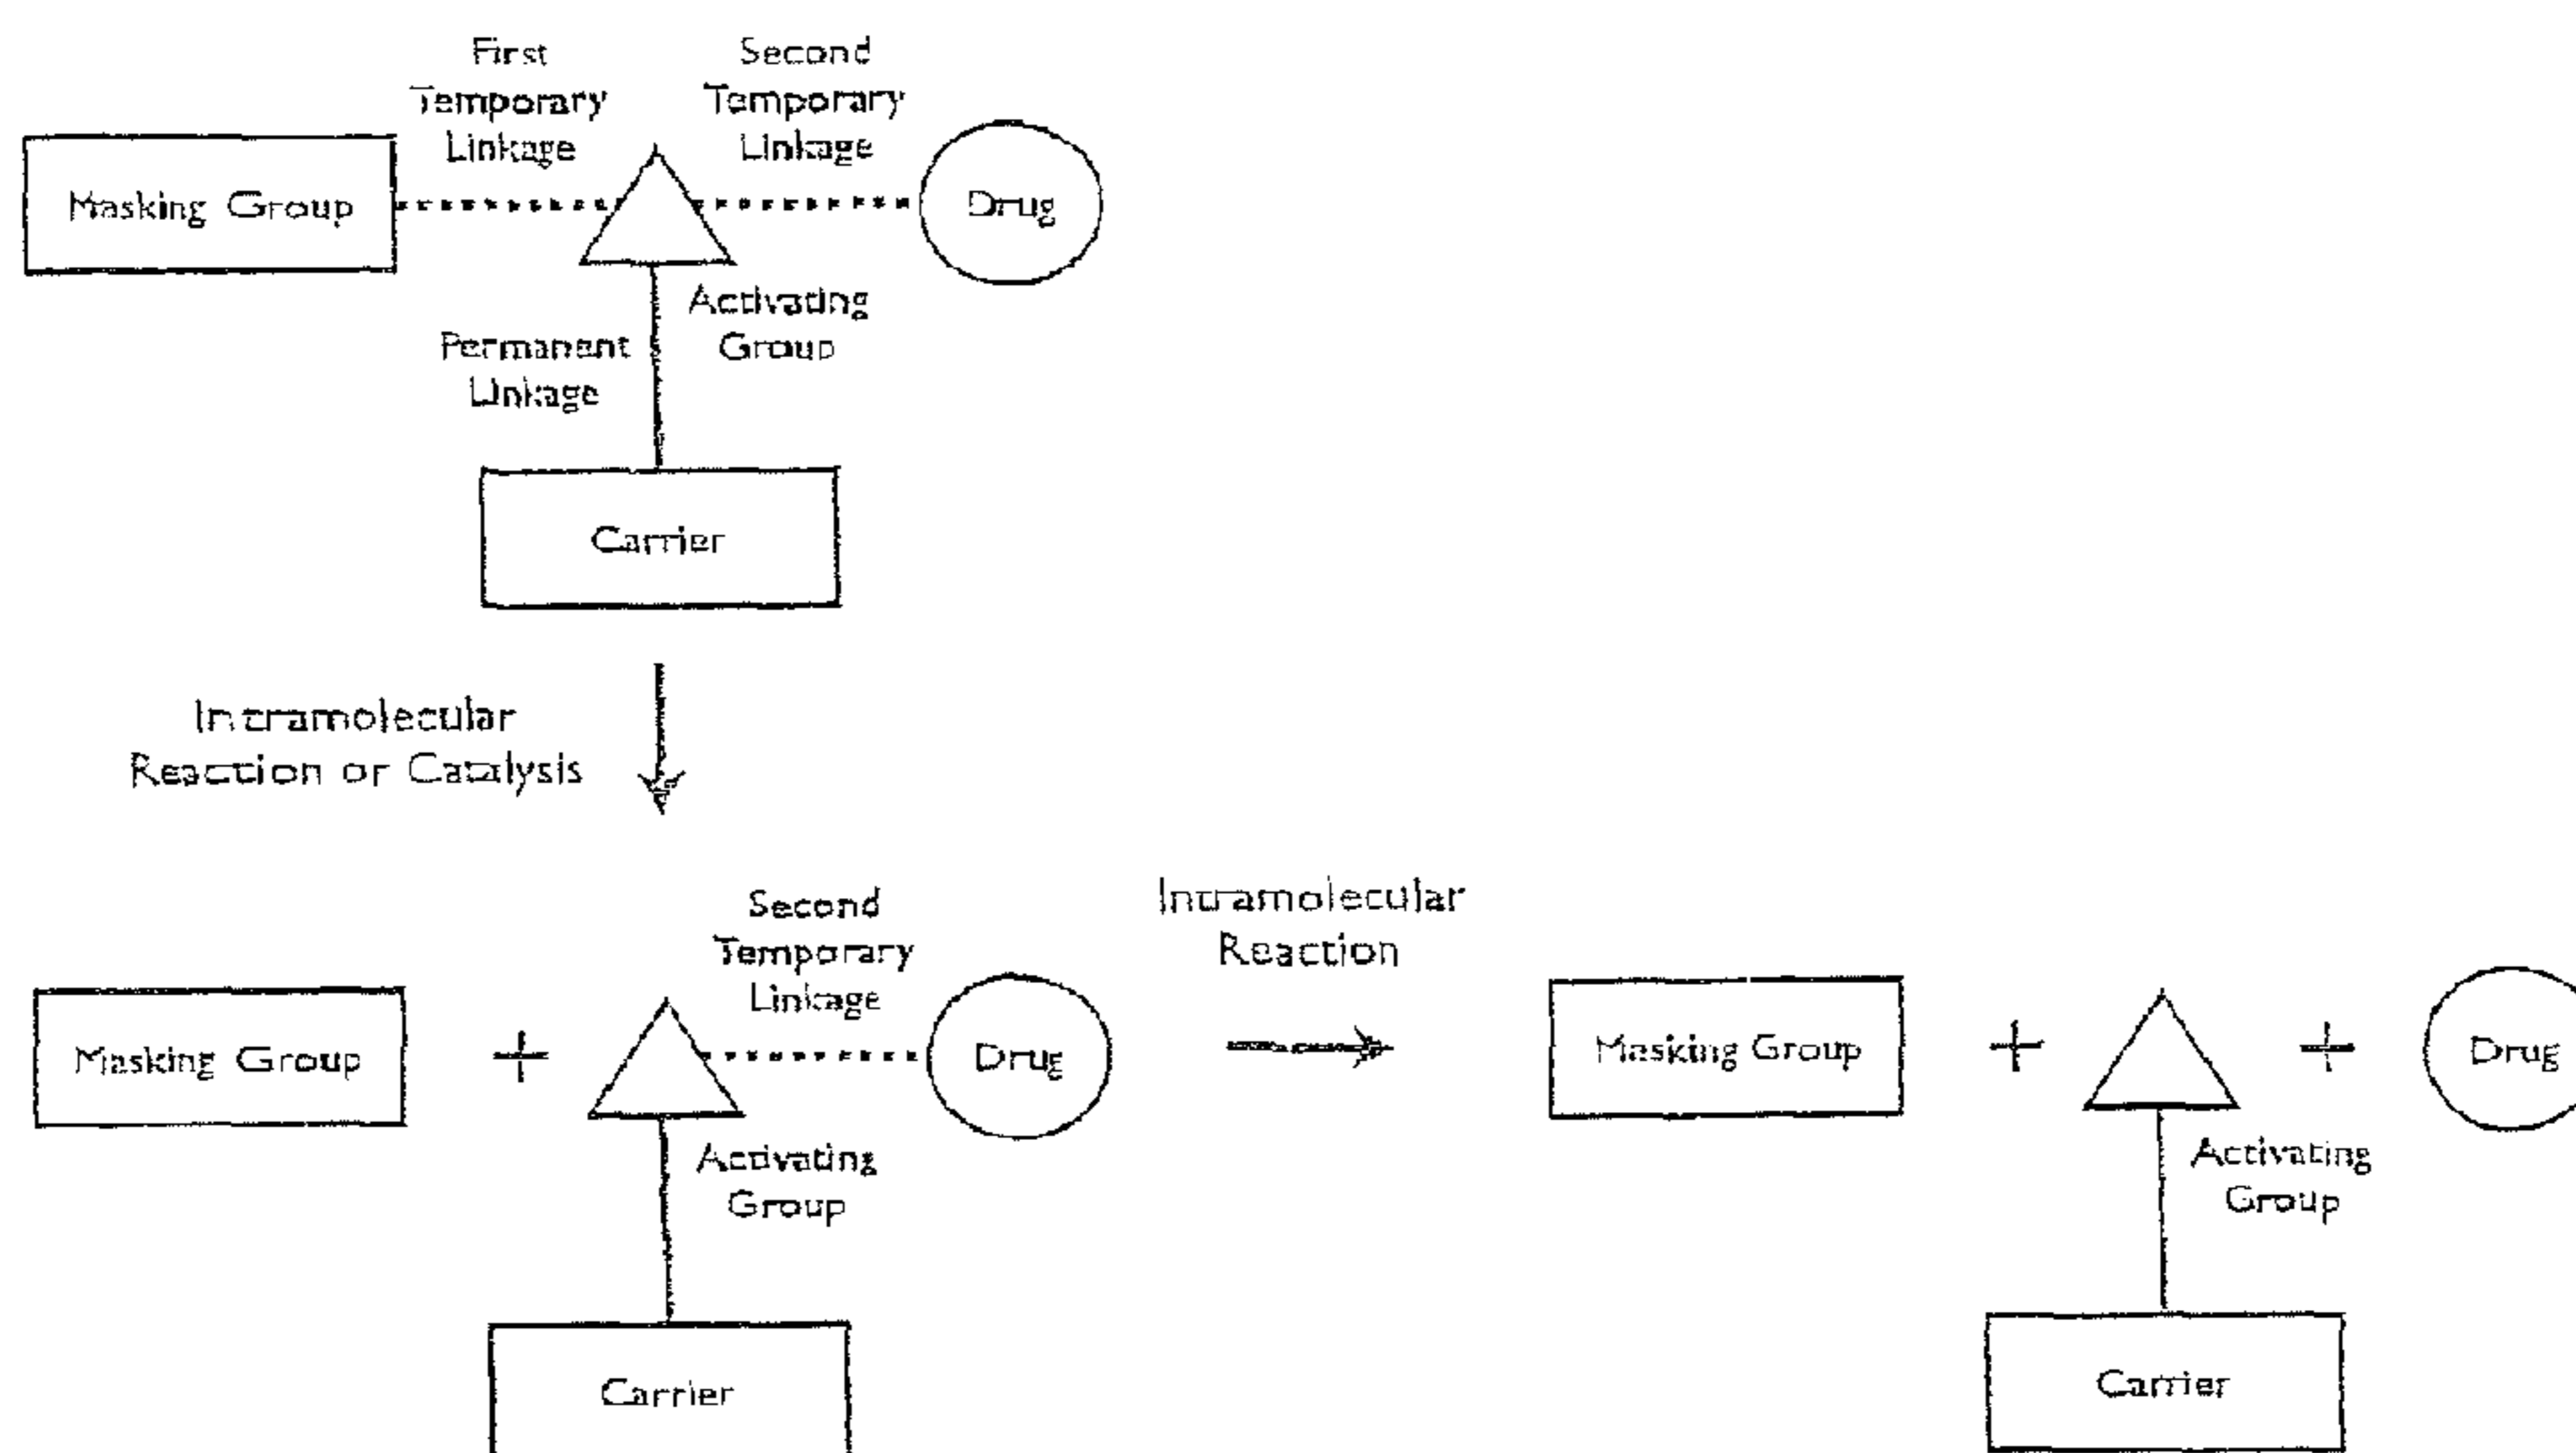 First
Temporary
Linkage
Second
Temporary
Linkage
Masking Group
Drug
Activating
Group
Permanent
Linkage
Carrier
Intramolecular
Reaction or Catalysis
Second
Temporary
Linkage
Intramolecular
Reaction
Masking Group
+
Drug
Masking Group
+
+
Drug
Activating
Group
Activating
Group
Carrier
Carrier